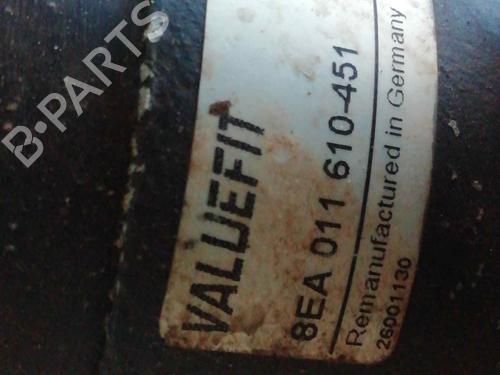 B-PARTS
VALUEFIT
8EA 011 610-451
Remanufactured in Germany
26001130